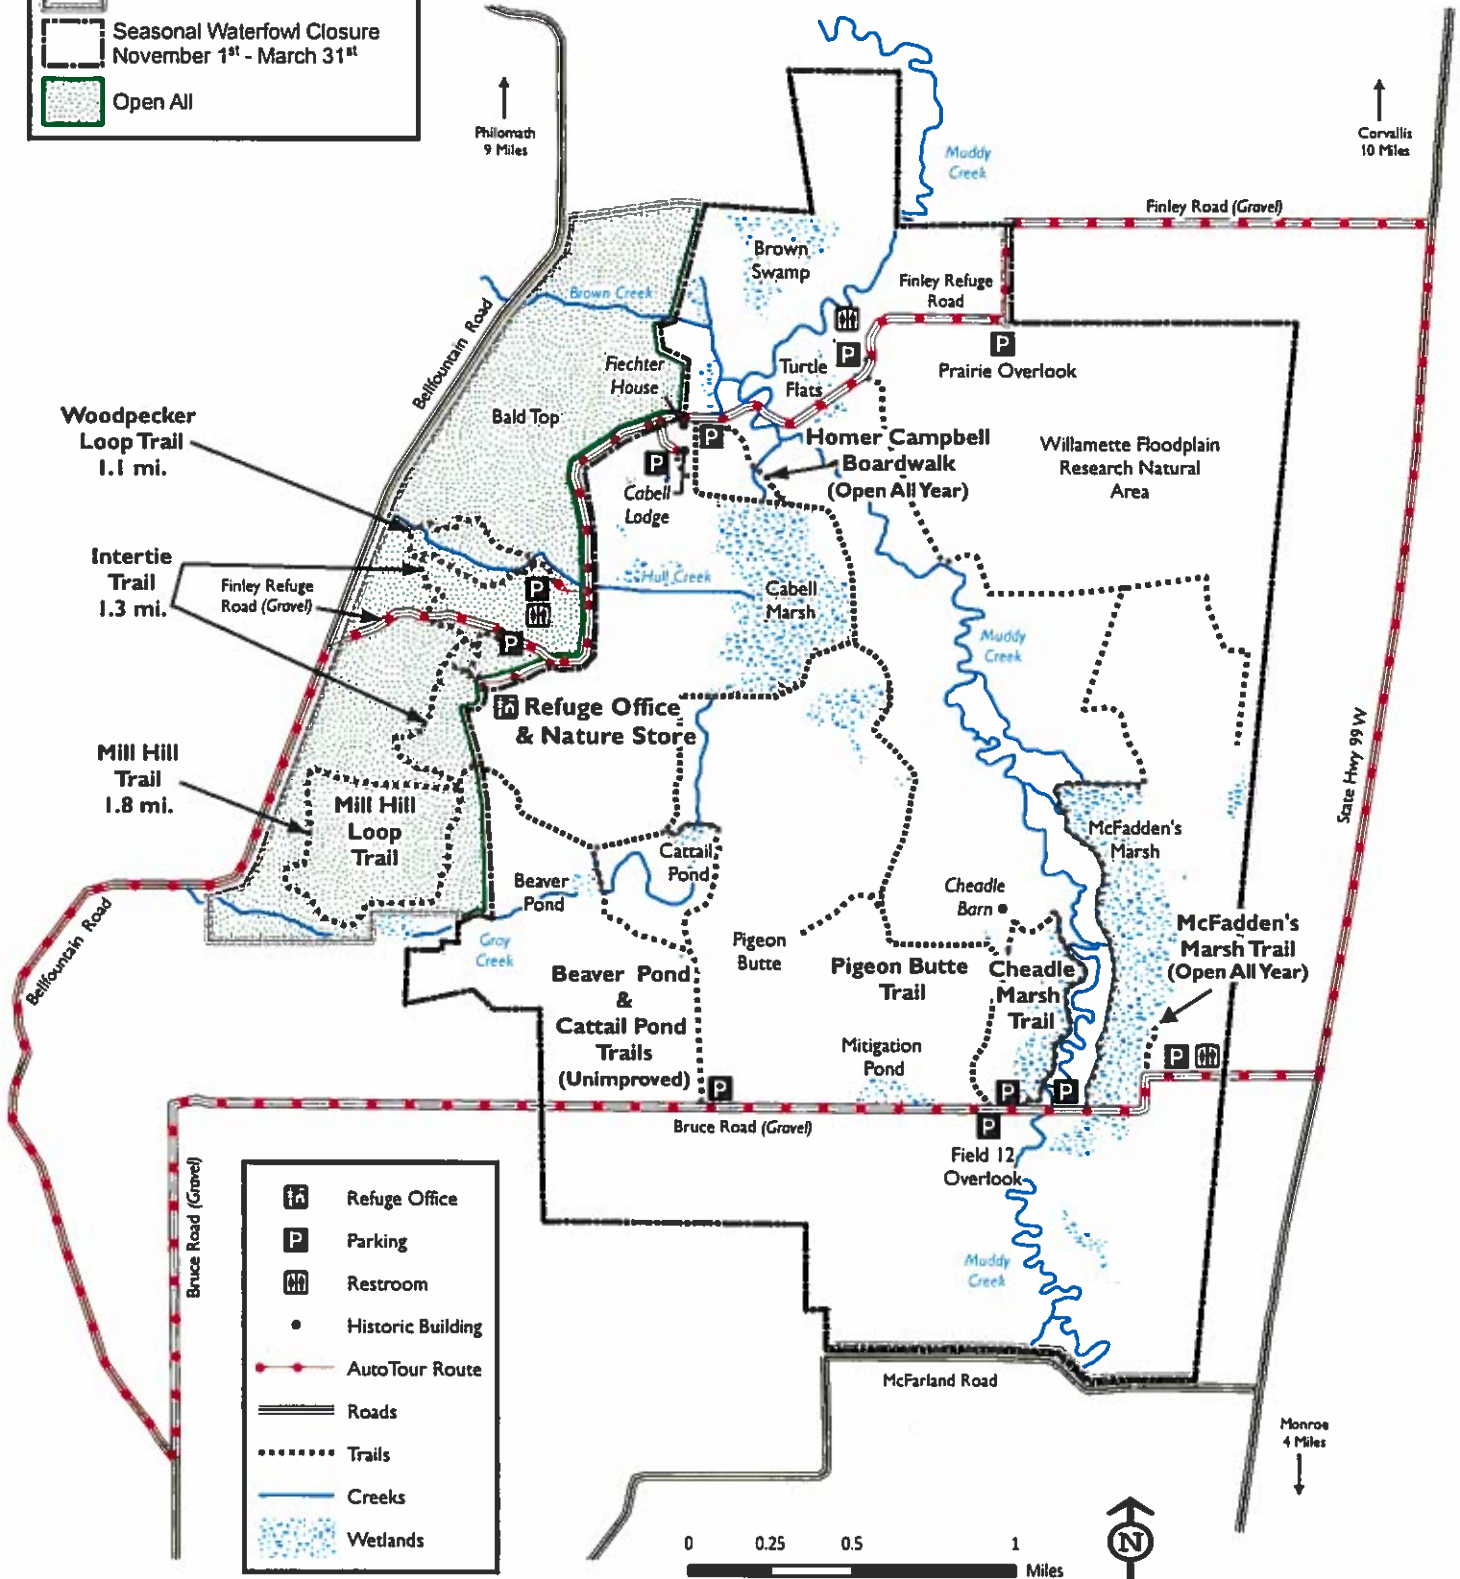 Seasonal Waterfowl Closure
November 1st - March 31st
Open All
Philomath
9 Miles
Corvallis
10 Miles
Muddy
Creek
Finley Road (Gravel)
Brown
Swamp
Finley Refuge
Road
Brown Creek
Bellfountain Road
Fiechter
House
Turtle
Flats
P
P
Prairie Overlook
Bald Top
Woodpecker
Loop Trail
1.1 mi.
P
P
Homer Campbell
Boardwalk
(Open All Year)
Willamette Floodplain
Research Natural
Area
Cabell
Lodge
Intertie
Trail
1.3 mi.
Finley Refuge
Road (Gravel)
P
Hull Creek
Cabell
Marsh
P
Muddy
Creek
Refuge Office
& Nature Store
Mill Hill
Trail
1.8 mi.
Mill Hill
Loop
Trail
State Hwy 99W
McFadden's
Marsh
Cattail
Pond
Beaver
Pond
Cheadle
Barn
Bellfountain Road
Gray
Creek
Pigeon
Butte
McFadden's
Marsh Trail
(Open All Year)
Beaver Pond
&
Cattail Pond
Trails
(Unimproved)
Pigeon Butte
Trail
Cheadle
Marsh
Trail
Mitigation
Pond
P
P
P
P
Bruce Road (Gravel)
P
Field 12
Overlook
Bruce Road (Gravel)
Muddy
Creek
Refuge Office
P
Parking
Restroom
Historic Building
AutoTour Route
Roads
Trails
Creeks
Wetlands
McFarland Road
Monroe
4 Miles
0 0.25 0.5 1
Miles
N